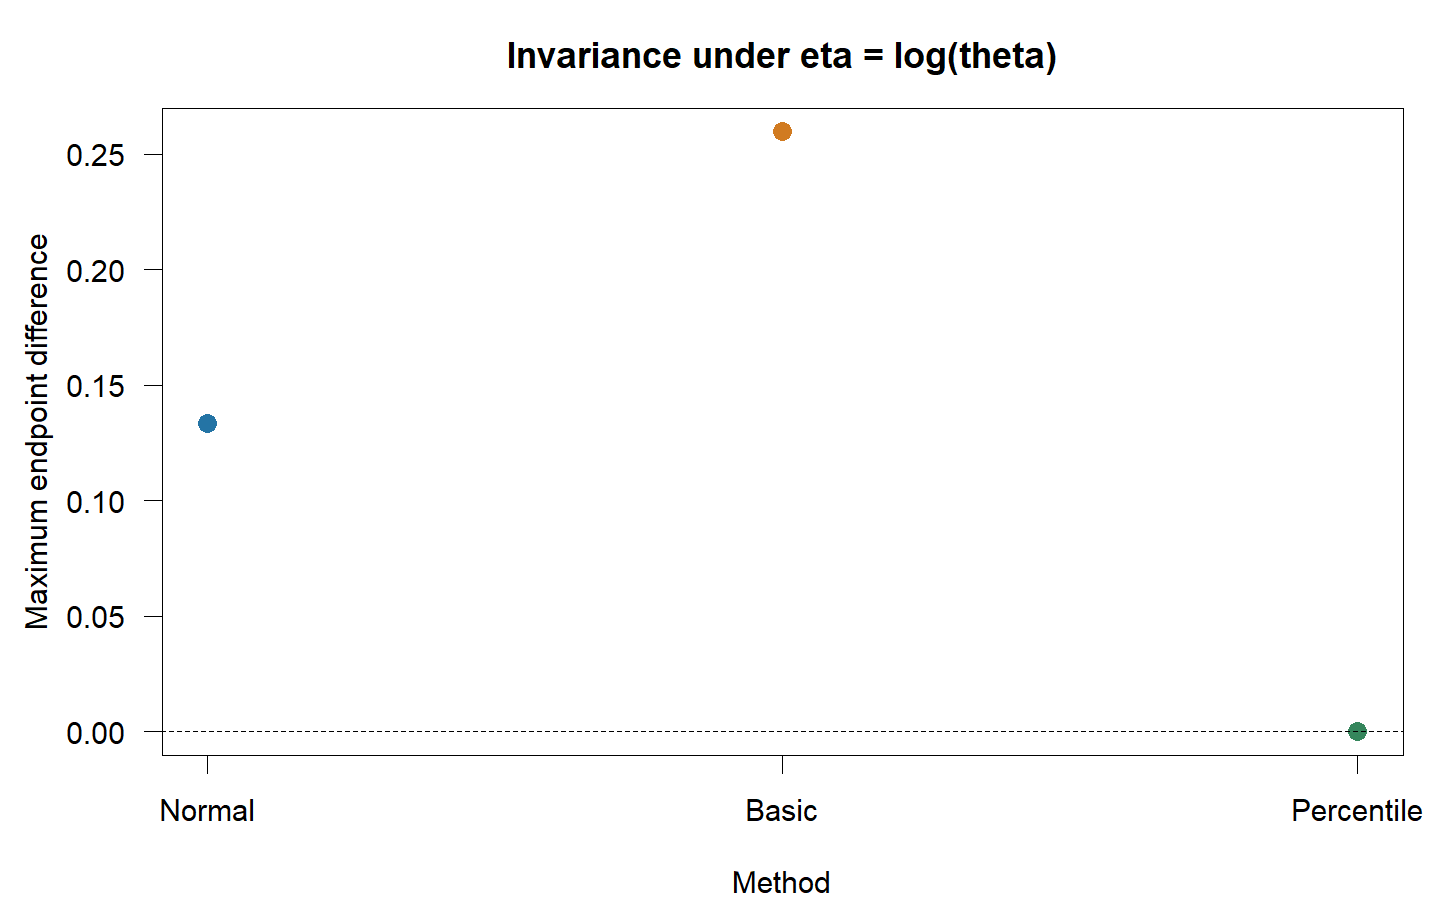 Invariance under eta = log(theta)
Maximum endpoint difference
0.25
0.20
0.15
0.10
0.05
0.00
Normal
Basic
Percentile
Method